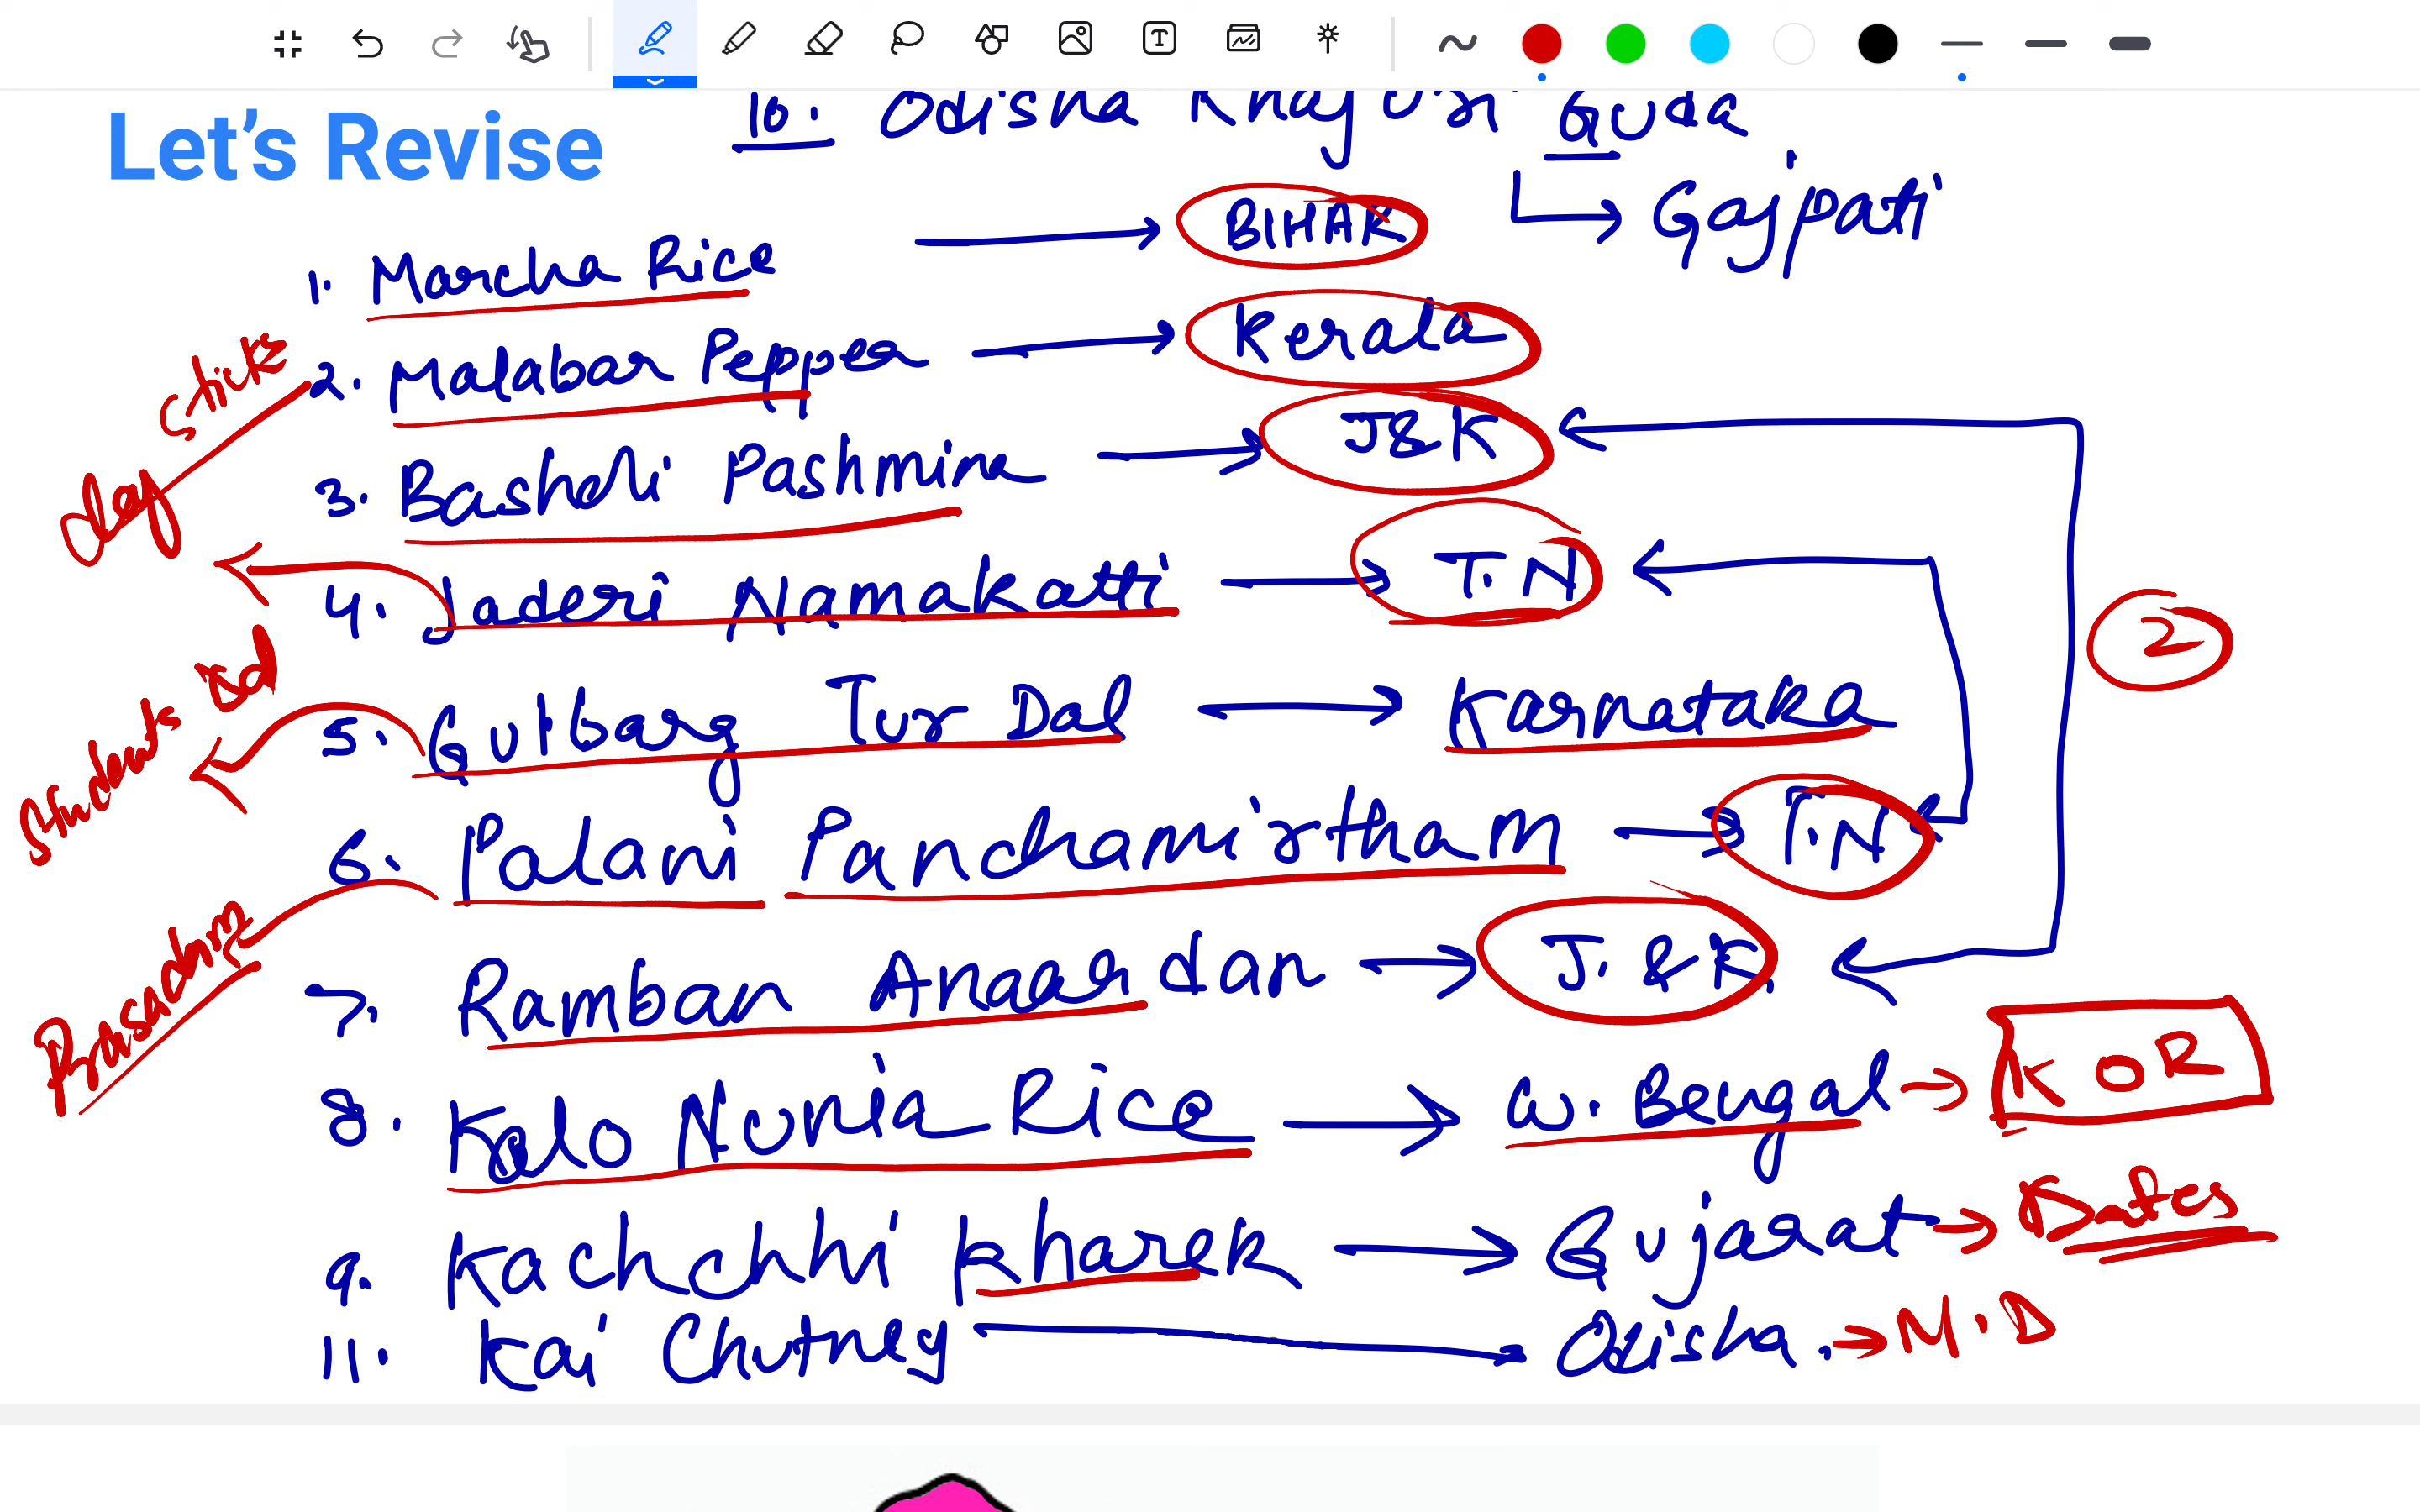 10. Odisha Khajuri Guda
Let's Revise
→ Gajpati
1. Marcha Rice → BIHAR
2. Malabar Pepper → Kerala
Sticks
3. Basholi Pashmina → J&K
Clay
4. Jaderi Namakatti → T.N
2
Students Dal
5. Gulbarg Tur Dal → Karnataka
6. Palani Panchamirtham → T.N
7. Ramban Anaardan → J.&K
8. Kalo Nunia Rice → W. Bengal → KOR
9. Kachchhi Kharek → Gujarat → Dates
11. Kai Chutney → Odisha. → M.D